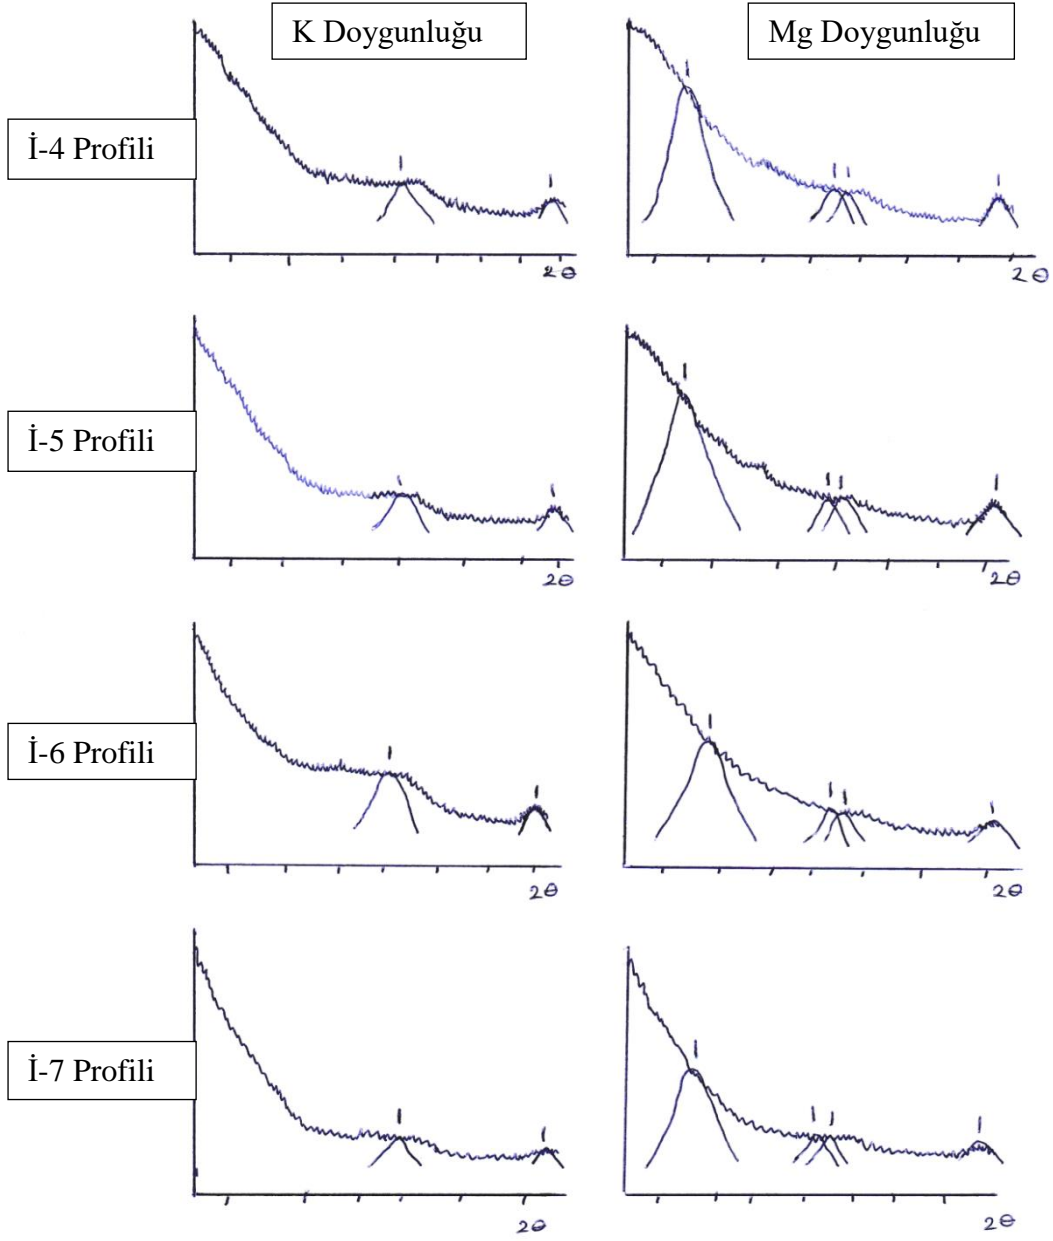 K Doygunluğu
Mg Doygunluğu
İ-4 Profili
2θ
2θ
İ-5 Profili
2θ
2θ
İ-6 Profili
2θ
2θ
İ-7 Profili
2θ
2θ